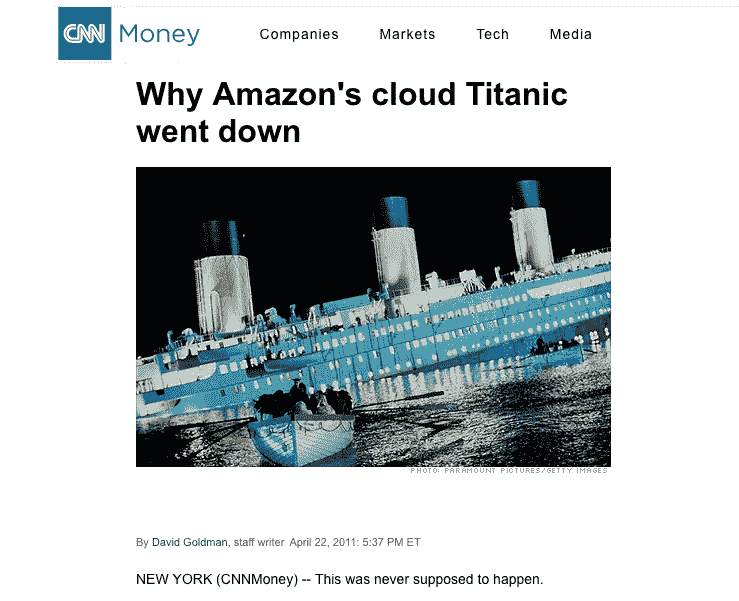 CNN Money Companies Markets Tech Media
Why Amazon's cloud Titanic
went down
PHOTO: PARAMOUNT PICTURES/GETTY IMAGES
By David Goldman, staff writer April 22, 2011: 5:37 PM ET
NEW YORK (CNNMoney) -- This was never supposed to happen.